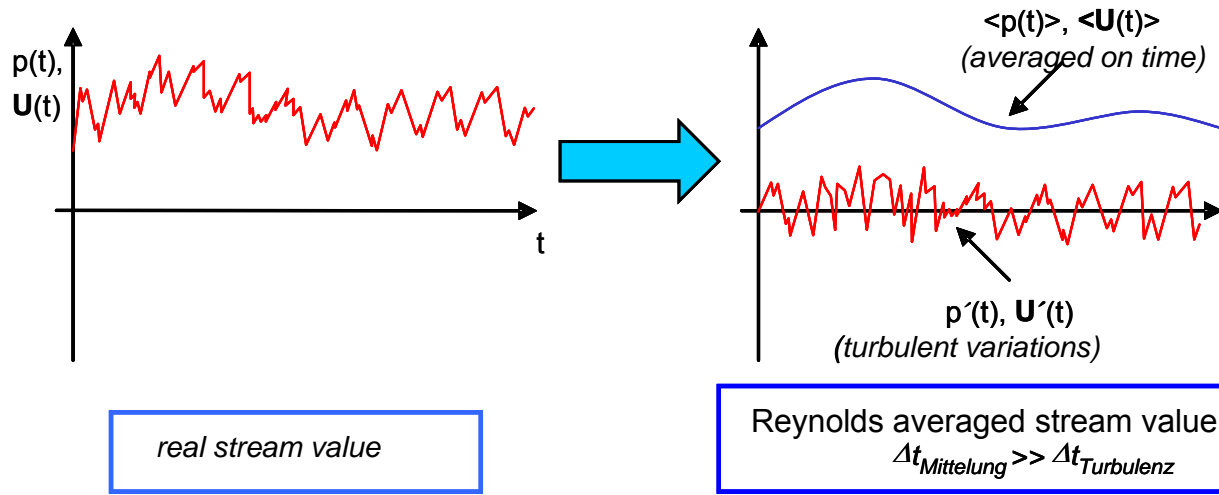 p(t),
U(t)
t
real stream value
<p(t)>, <U(t)>
(averaged on time)
p´(t), U´(t)
(turbulent variations)
Reynolds averaged stream value
Δt_Mittelung >> Δt_Turbulenz